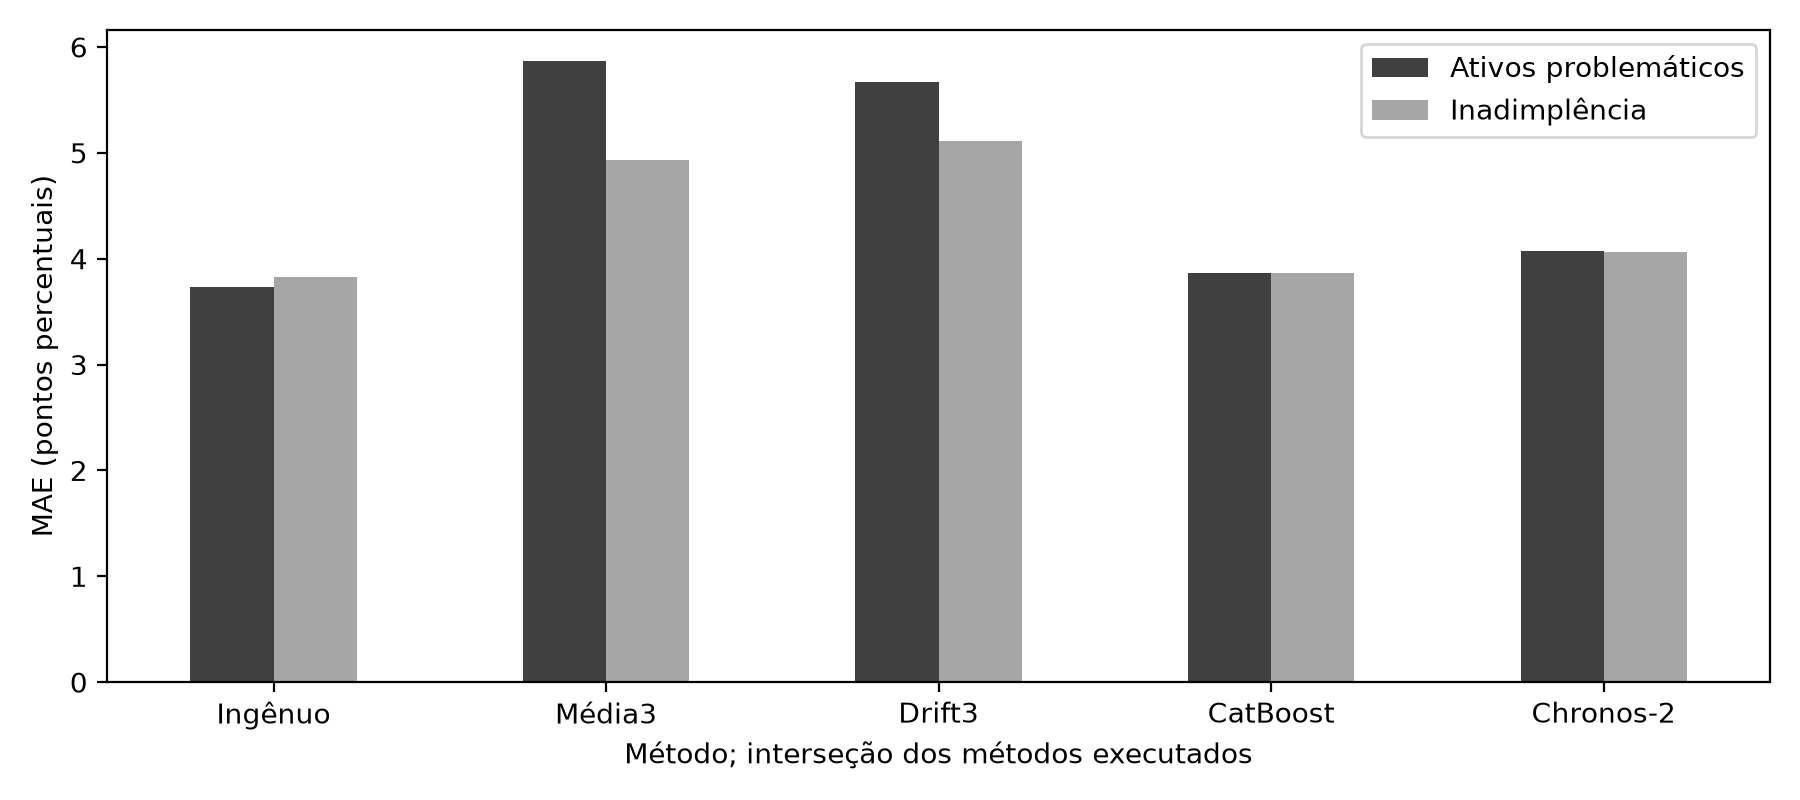 Ativos problemáticos
Inadimplência
MAE (pontos percentuais)
6
5
4
3
2
1
0
Ingênuo Média3 Drift3 CatBoost Chronos-2
Método; interseção dos métodos executados